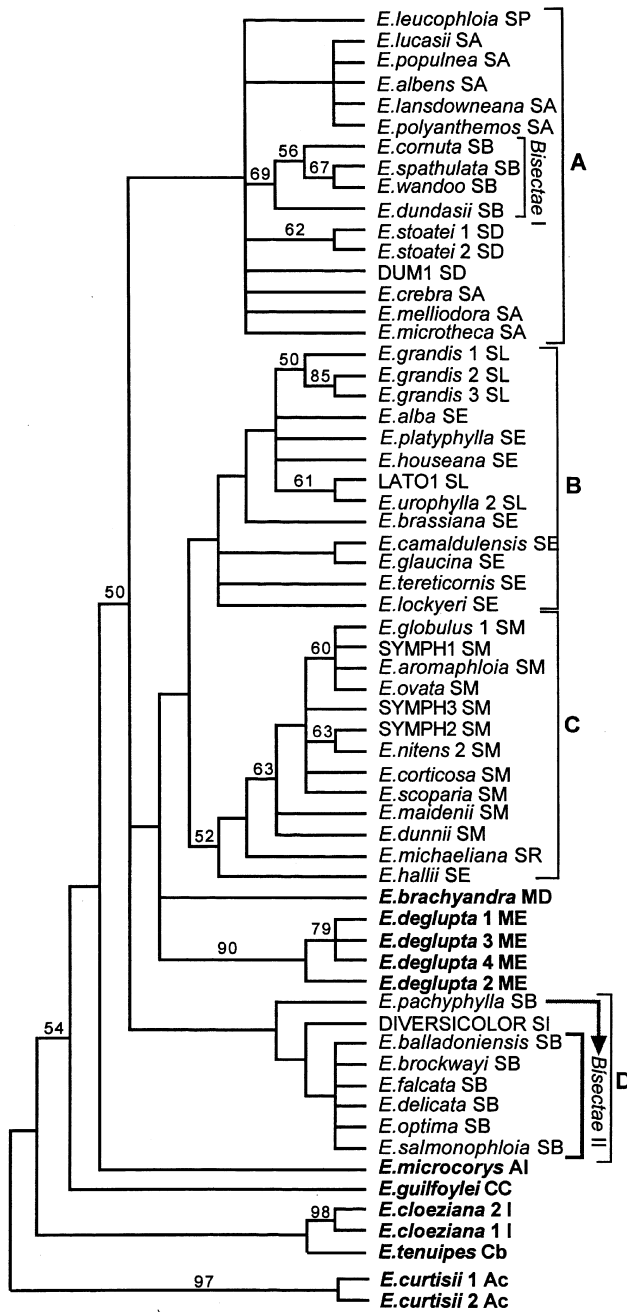 E.leucophloia SP
E.lucasii SA
E.populnea SA
E.albens SA
E.lansdowneana SA
E.polyanthemos SA
56 E.cornuta SB
67 E.spathulata SB
69 E.wandoo SB
E.dundasii SB
Bisectae I
A
62 E.stoatei 1 SD
E.stoatei 2 SD
DUM1 SD
E.crebra SA
E.melliodora SA
E.microtheca SA
50 E.grandis 1 SL
85 E.grandis 2 SL
E.grandis 3 SL
E.alba SE
E.platyphylla SE
E.houseana SE
61 LATO1 SL
B
E.urophylla 2 SL
E.brassiana SE
E.camaldulensis SE
E.glaucina SE
E.tereticornis SE
50 E.lockyeri SE
E.globulus 1 SM
60 SYMPH1 SM
E.aromaphloia SM
E.ovata SM
SYMPH3 SM
C
63 SYMPH2 SM
E.nitens 2 SM
63 E.corticosa SM
E.scoparia SM
E.maidenii SM
52 E.dunnii SM
E.michaeliana SR
E.hallii SE
E.brachyandra MD
79 E.deglupta 1 ME
90 E.deglupta 3 ME
E.deglupta 4 ME
E.deglupta 2 ME
E.pachyphylla SB
54 DIVERSICOLOR SI
E.balladoniensis SB
E.brockwayi SB
E.falcata SB
E.delicata SB
E.optima SB
E.salmonophloia SB
Bisectae II
D
E.microcorys AI
E.guilfoylei CC
98 E.cloeziana 2 I
E.cloeziana 1 I
E.tenuipes Cb
97 E.curtisii 1 Ac
E.curtisii 2 Ac